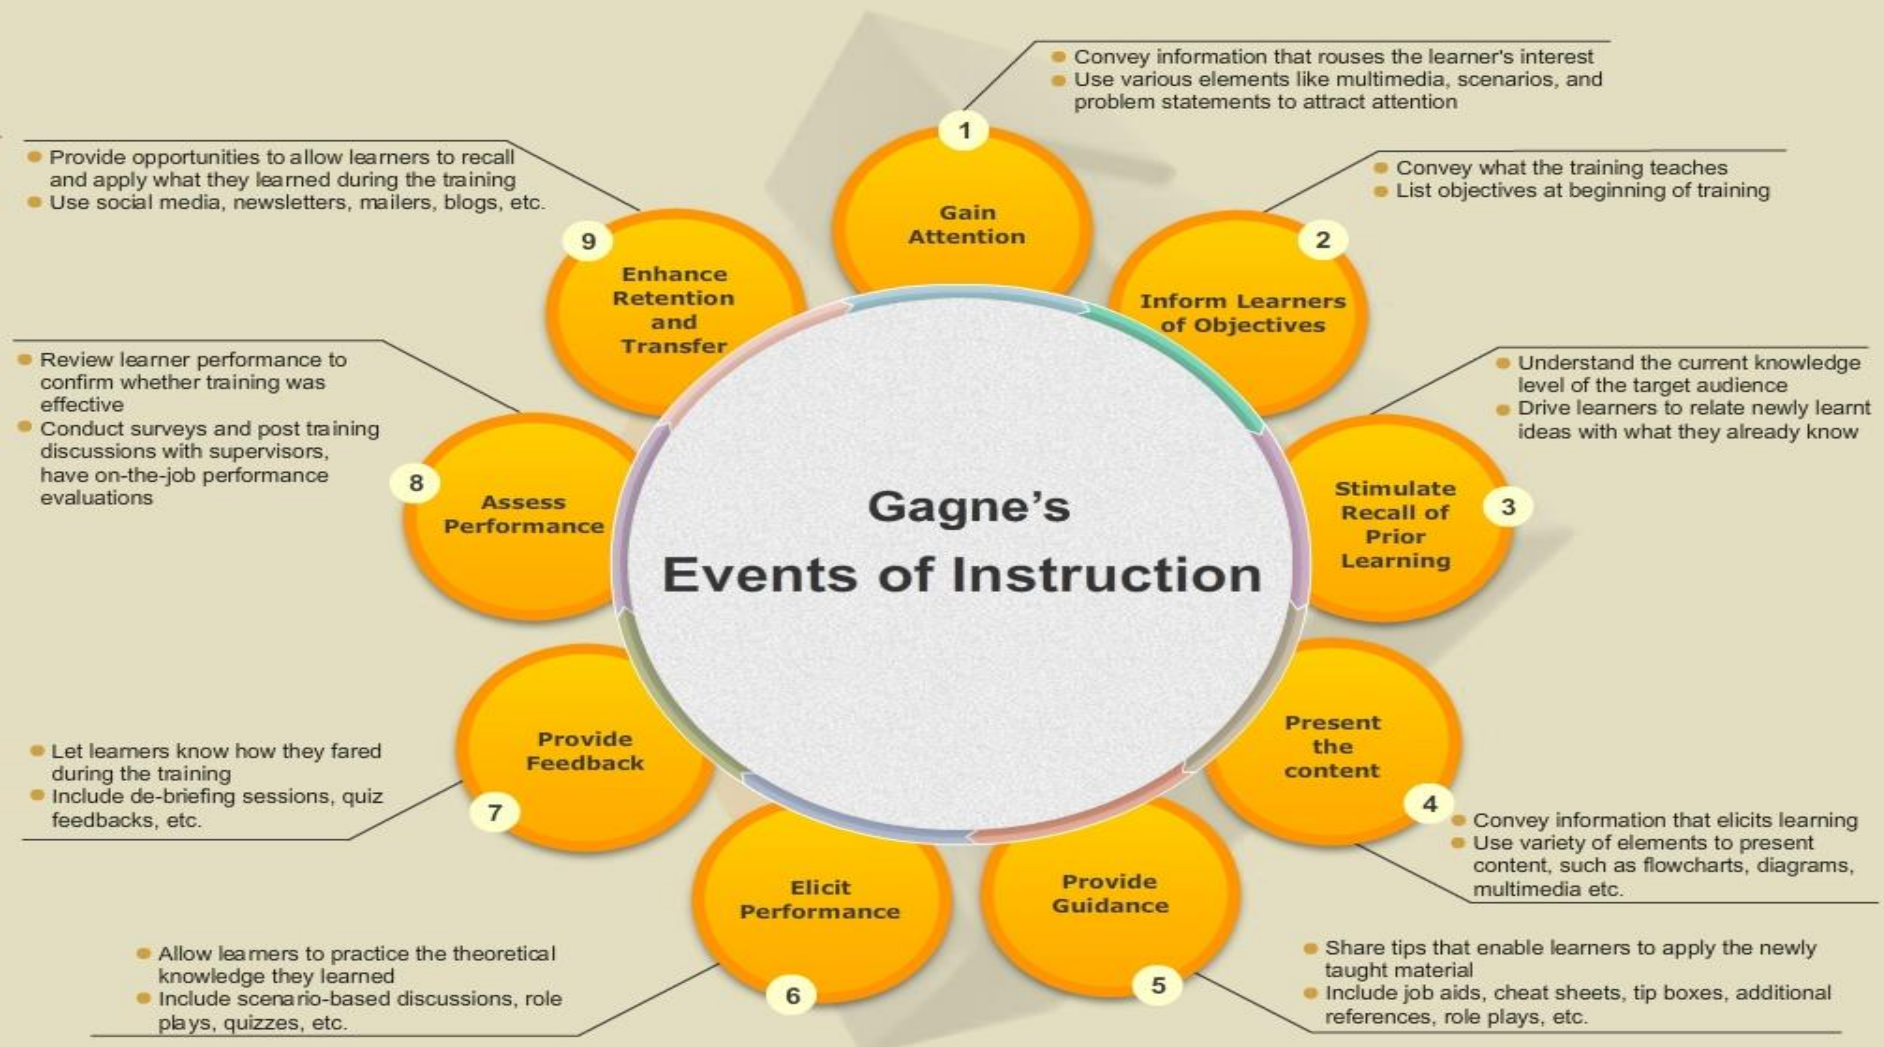 Gagne’s
Events of Instruction
1
Gain
Attention
Convey information that rouses the learner's interest
Use various elements like multimedia, scenarios, and
problem statements to attract attention
2
Inform Learners
of Objectives
Convey what the training teaches
List objectives at beginning of training
3
Stimulate
Recall of
Prior
Learning
Understand the current knowledge
level of the target audience
Drive learners to relate newly learnt
ideas with what they already know
4
Present
the
content
Convey information that elicits learning
Use variety of elements to present
content, such as flowcharts, diagrams,
multimedia etc.
5
Provide
Guidance
Share tips that enable learners to apply the newly
taught material
Include job aids, cheat sheets, tip boxes, additional
references, role plays, etc.
6
Elicit
Performance
Allow learners to practice the theoretical
knowledge they learned
Include scenario-based discussions, role
plays, quizzes, etc.
7
Provide
Feedback
Let learners know how they fared
during the training
Include de-briefing sessions, quiz
feedbacks, etc.
8
Assess
Performance
Review learner performance to
confirm whether training was
effective
Conduct surveys and post training
discussions with supervisors,
have on-the-job performance
evaluations
9
Enhance
Retention
and
Transfer
Provide opportunities to allow learners to recall
and apply what they learned during the training
Use social media, newsletters, mailers, blogs, etc.